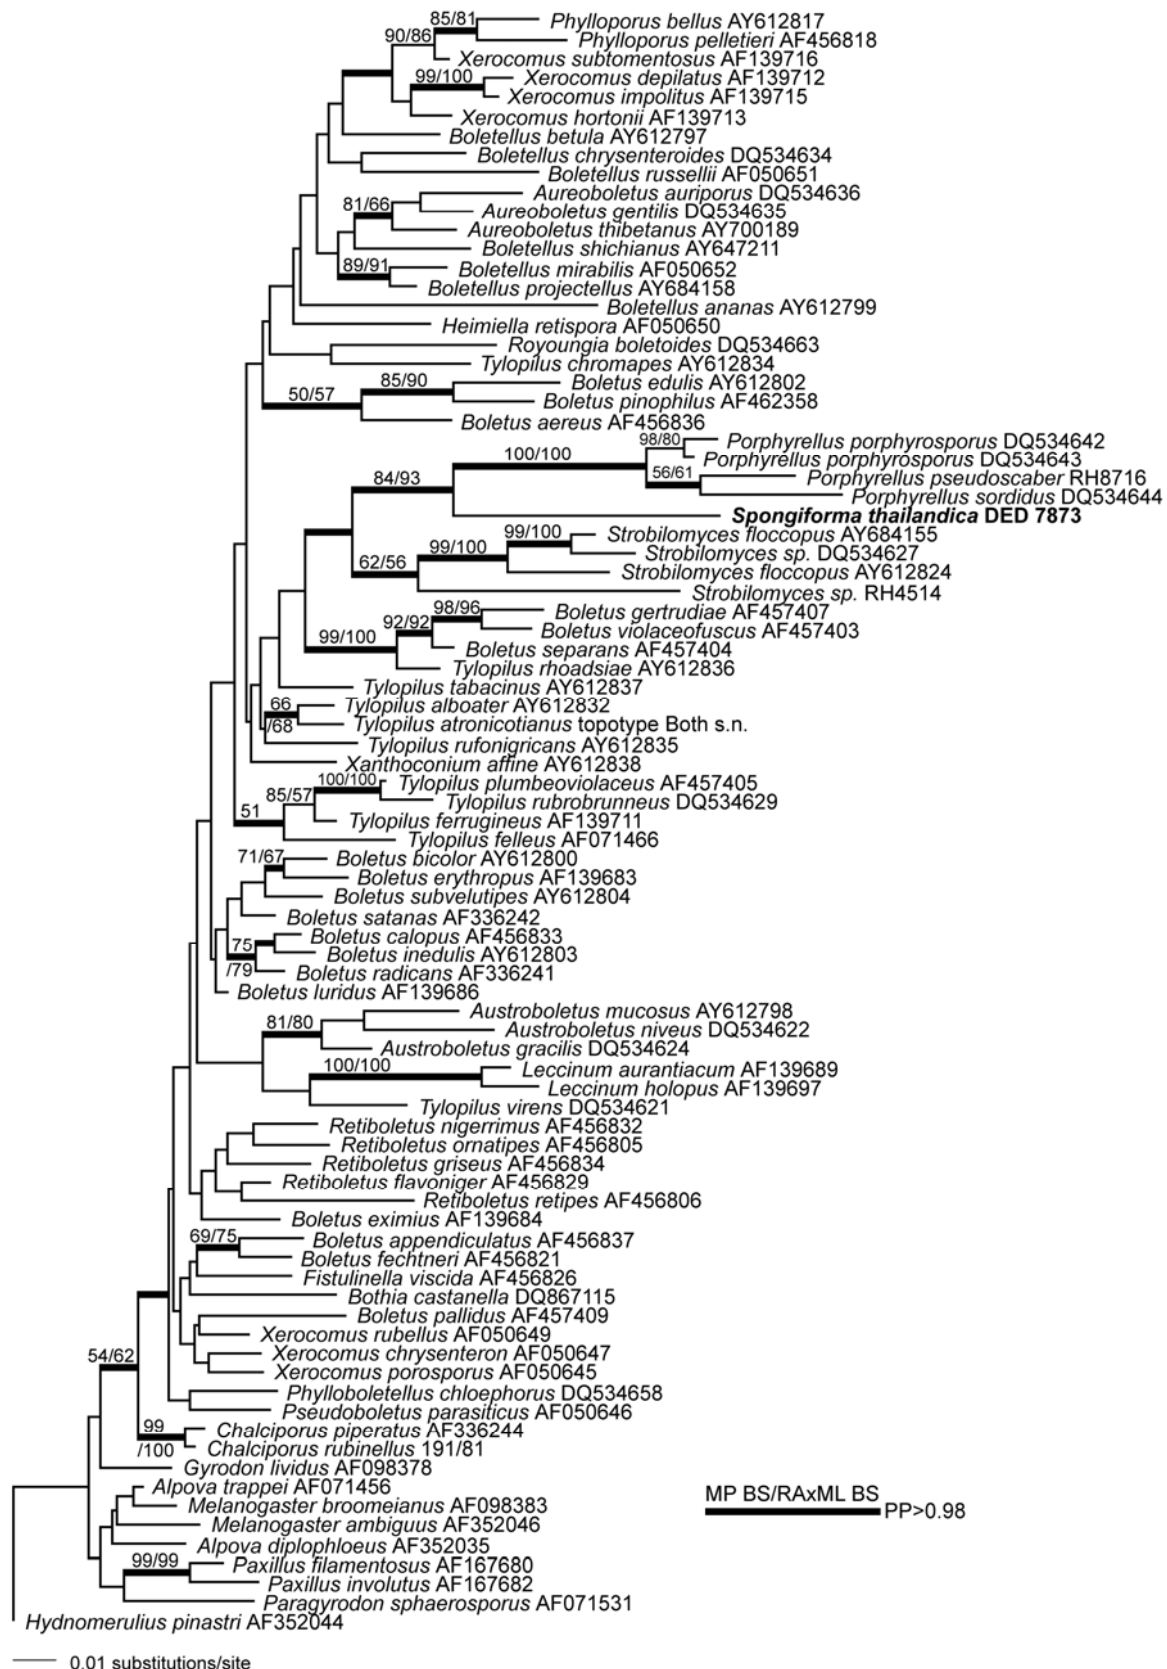 85/81
Phylloporus bellus AY612817
90/86
Phylloporus pelletieri AF456818
Xerocomus subtomentosus AF139716
99/100
Xerocomus depilatus AF139712
Xerocomus impolitus AF139715
Xerocomus hortonii AF139713
Boletellus betula AY612797
Boletellus chrysenteroides DQ534634
Boletellus russellii AF050651
Aureoboletus auriporus DQ534636
81/66
Aureoboletus gentilis DQ534635
Aureoboletus thibetanus AY700189
Boletellus shichianus AY647211
89/91
Boletellus mirabilis AF050652
Boletellus projectellus AY684158
Boletellus ananas AY612799
Heimiella retispora AF050650
Royoungia boletoides DQ534663
Tylopilus chromapes AY612834
85/90
Boletus edulis AY612802
50/57
Boletus pinophilus AF462358
Boletus aereus AF456836
98/80
Porphyrellus porphyrosporus DQ534642
100/100
Porphyrellus porphyrosporus DQ534643
84/93
56/61
Porphyrellus pseudoscaber RH8716
Porphyrellus sordidus DQ534644
Spongiforma thailandica DED 7873
99/100
Strobilomyces floccopus AY684155
99/100
Strobilomyces sp. DQ534627
62/56
Strobilomyces floccopus AY612824
Strobilomyces sp. RH4514
98/96
Boletus gertrudiae AF457407
92/92
Boletus violaceofuscus AF457403
99/100
Boletus separans AF457404
Tylopilus rhoadsiae AY612836
Tylopilus tabacinus AY612837
66
Tylopilus alboater AY612832
/68
Tylopilus atronicotianus topotype Both s.n.
Tylopilus rufonigricans AY612835
Xanthoconium affine AY612838
100/100
Tylopilus plumbeoviolaceus AF457405
85/57
Tylopilus rubrobrunneus DQ534629
51
Tylopilus ferrugineus AF139711
Tylopilus felleus AF071466
71/67
Boletus bicolor AY612800
Boletus erythropus AF139683
Boletus subvelutipes AY612804
Boletus satanas AF336242
Boletus calopus AF456833
75
Boletus inedulis AY612803
/79
Boletus radicans AF336241
Boletus luridus AF139686
Austroboletus mucosus AY612798
81/80
Austroboletus niveus DQ534622
Austroboletus gracilis DQ534624
100/100
Leccinum aurantiacum AF139689
Leccinum holopus AF139697
Tylopilus virens DQ534621
Retiboletus nigerrimus AF456832
Retiboletus ornatipes AF456805
Retiboletus griseus AF456834
Retiboletus flavoniger AF456829
Retiboletus retipes AF456806
Boletus eximius AF139684
69/75
Boletus appendiculatus AF456837
Boletus fechtneri AF456821
Fistulinella viscida AF456826
Bothia castanella DQ867115
Boletus pallidus AF457409
Xerocomus rubellus AF050649
54/62
Xerocomus chrysenteron AF050647
Xerocomus porosporus AF050645
Phylloboletellus chloephorus DQ534658
Pseudoboletus parasiticus AF050646
99
Chalciporus piperatus AF336244
/100
Chalciporus rubinellus 191/81
Gyrodon lividus AF098378
Alpova trappei AF071456
MP BS/RAxML BS
Melanogaster broomeianus AF098383
PP>0.98
Melanogaster ambiguus AF352046
Alpova diplophloeus AF352035
99/99
Paxillus filamentosus AF167680
Paxillus involutus AF167682
Paragyrodon sphaerosporus AF071531
Hydnomerulius pinastri AF352044
0.01 substitutions/site